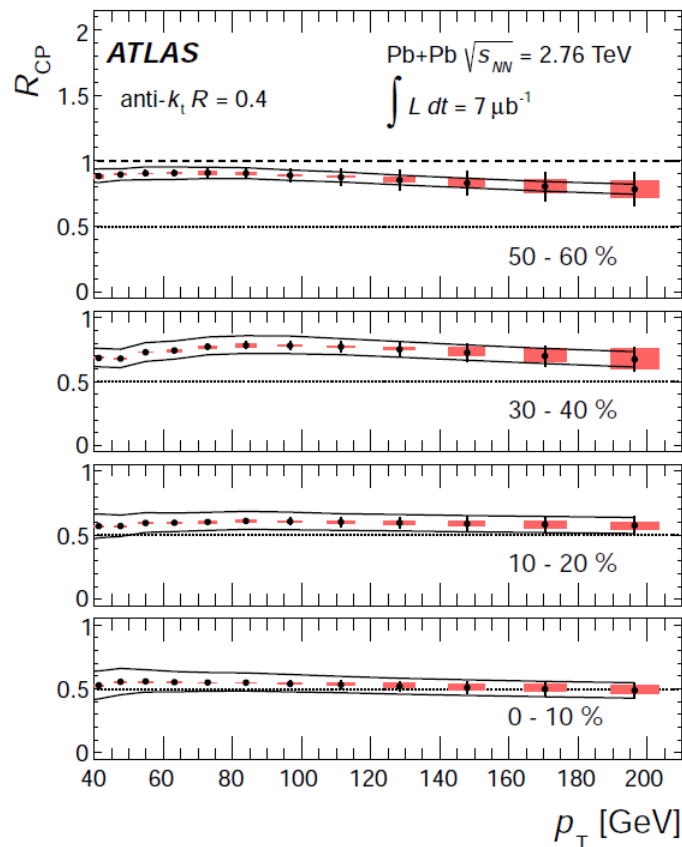 R_CP
2
1.5
1
0.5
0
ATLAS
Pb+Pb √s_NN = 2.76 TeV
anti-k_t R = 0.4
∫ L dt = 7 μb⁻¹
50 - 60 %
1
0.5
0
30 - 40 %
1
0.5
0
10 - 20 %
1
0.5
0
0 - 10 %
40 60 80 100 120 140 160 180 200
p_T [GeV]